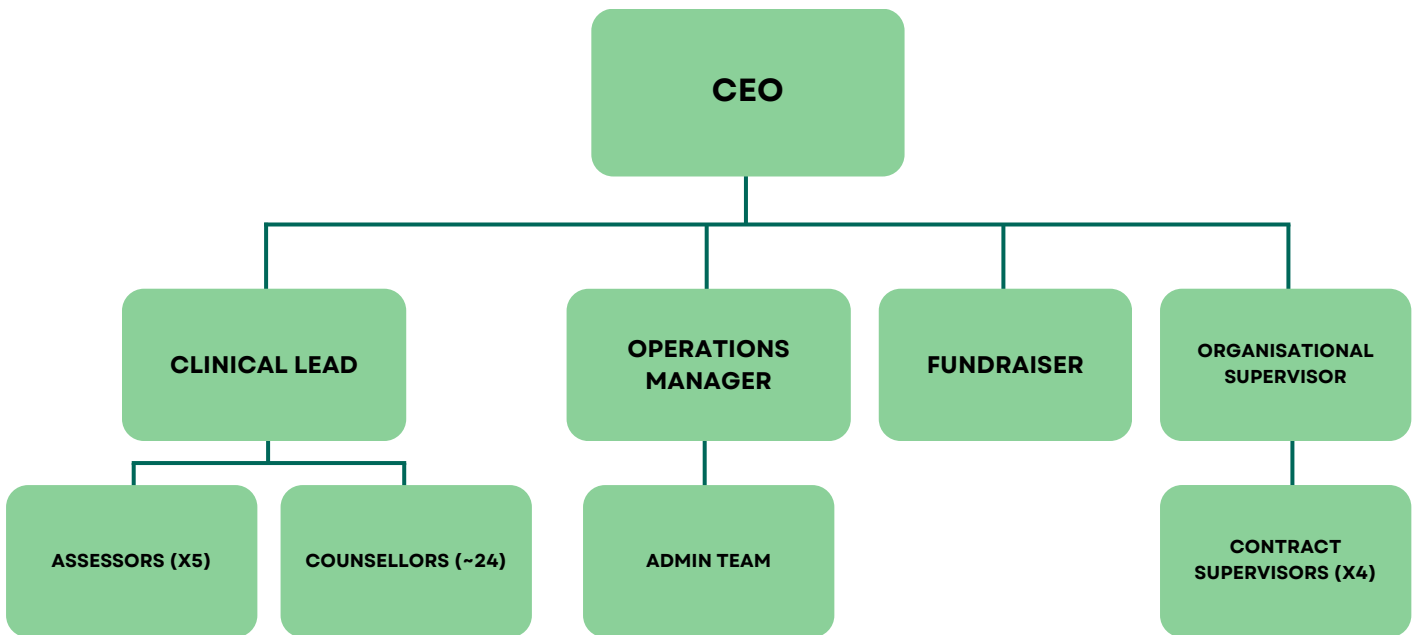 CEO
CLINICAL LEAD
OPERATIONS
MANAGER
FUNDRAISER
ORGANISATIONAL
SUPERVISOR
ASSESSORS (X5)
COUNSELLORS (~24)
ADMIN TEAM
CONTRACT
SUPERVISORS (X4)